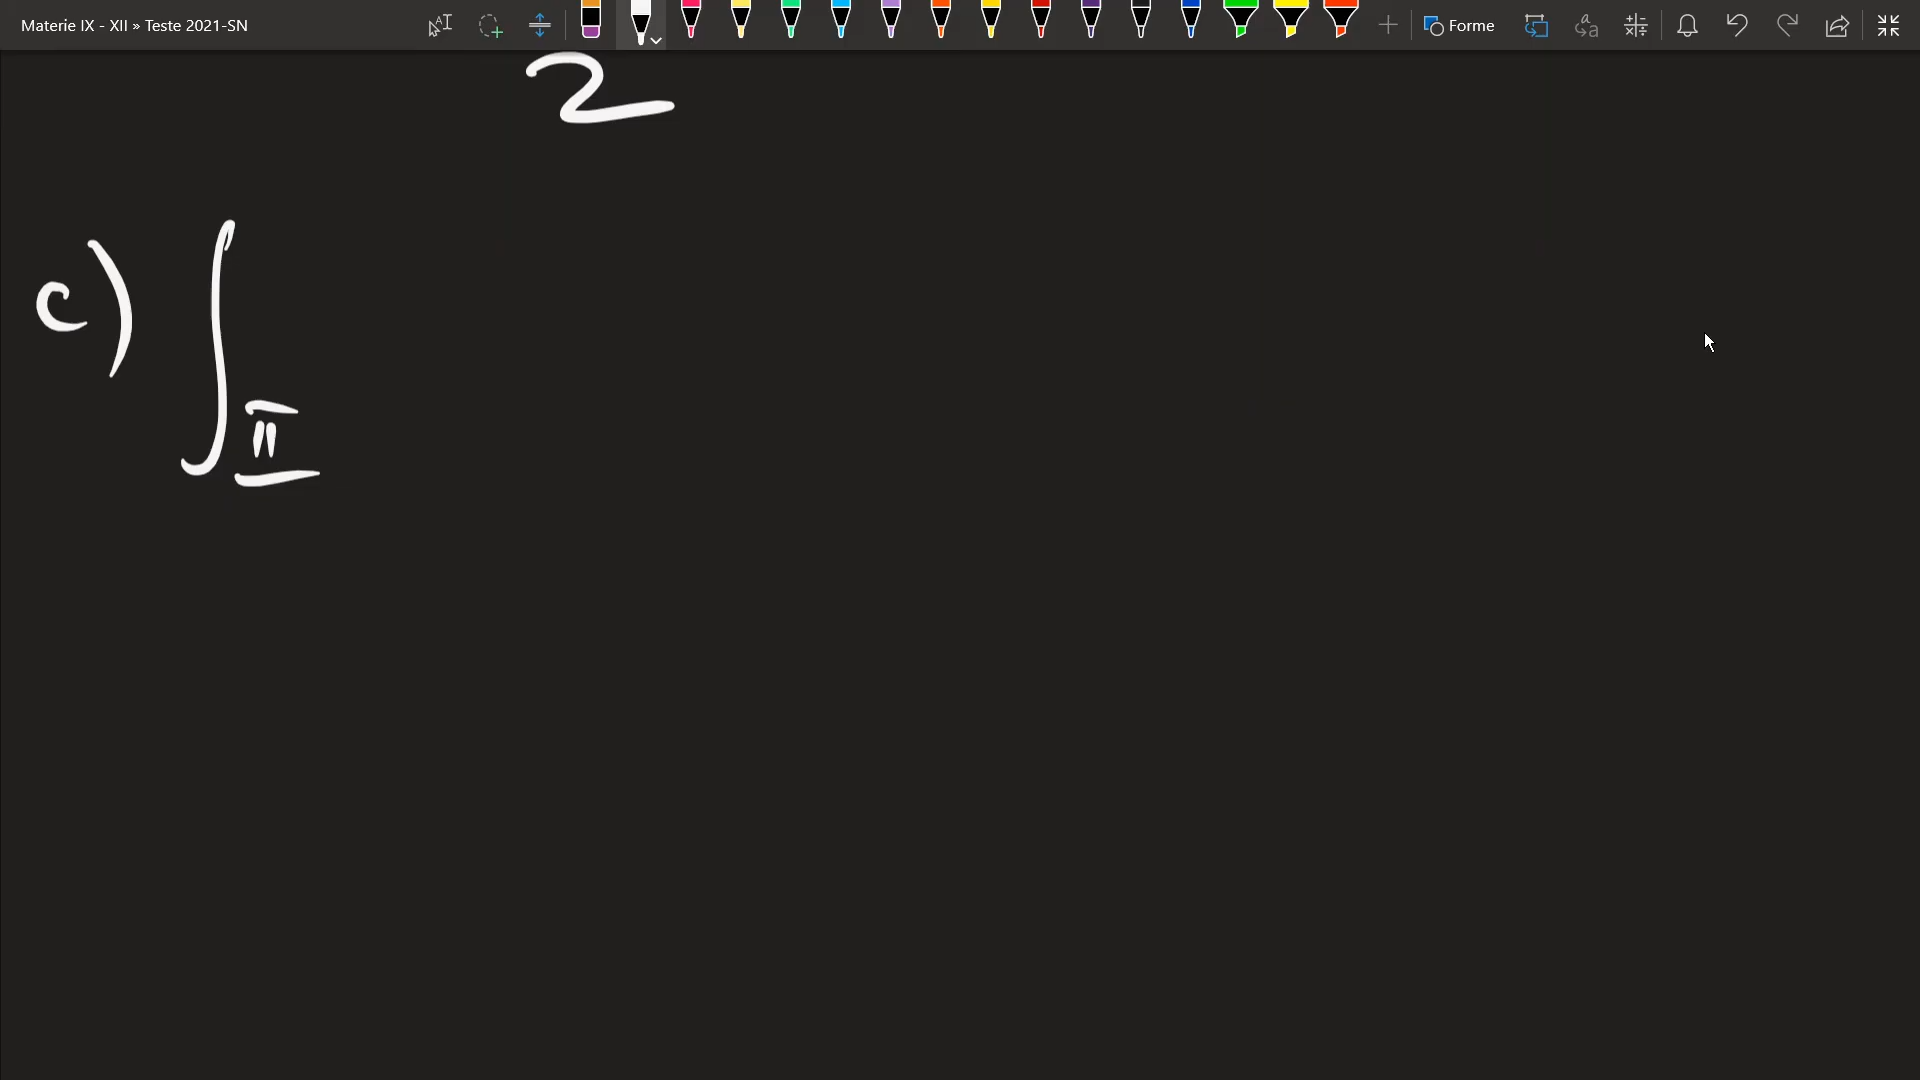 Materie IX - XII » Teste 2021-SN
Forme
2
c) ∫ π